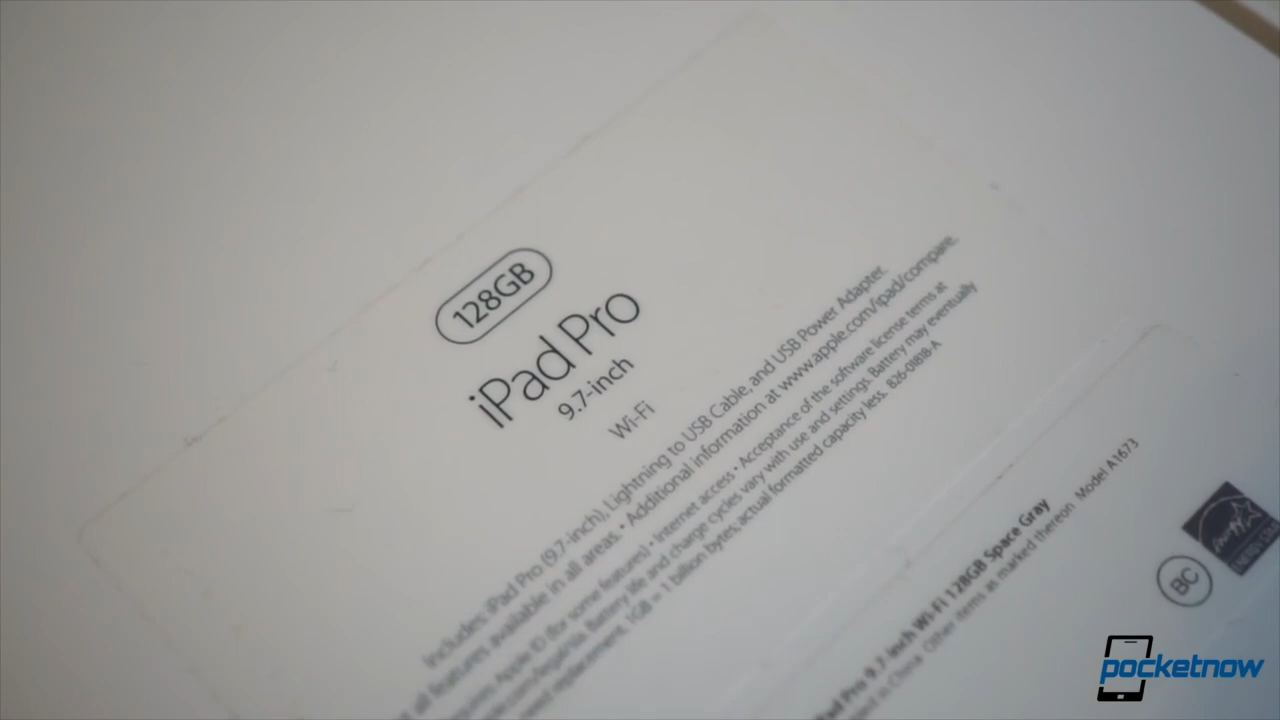 128GB
iPad Pro
9.7-inch
Wi-Fi
Includes: iPad Pro (9.7-inch), Lightning to USB Cable, and USB Power Adapter.
all features available in all areas. • Additional information at www.apple.com/ipad/compare.
Apple ID (for some features) • Internet access • Acceptance of the software license terms at
Battery life and charge cycles vary with use and settings. Battery may eventually
need replacement. 1GB = 1 billion bytes; actual formatted capacity less. 826-01818-A
Pro 9.7-inch Wi-Fi 128GB Space Gray
in China Other items as marked thereon Model A1673
BC
energy
ENERGY STAR
pocketnow